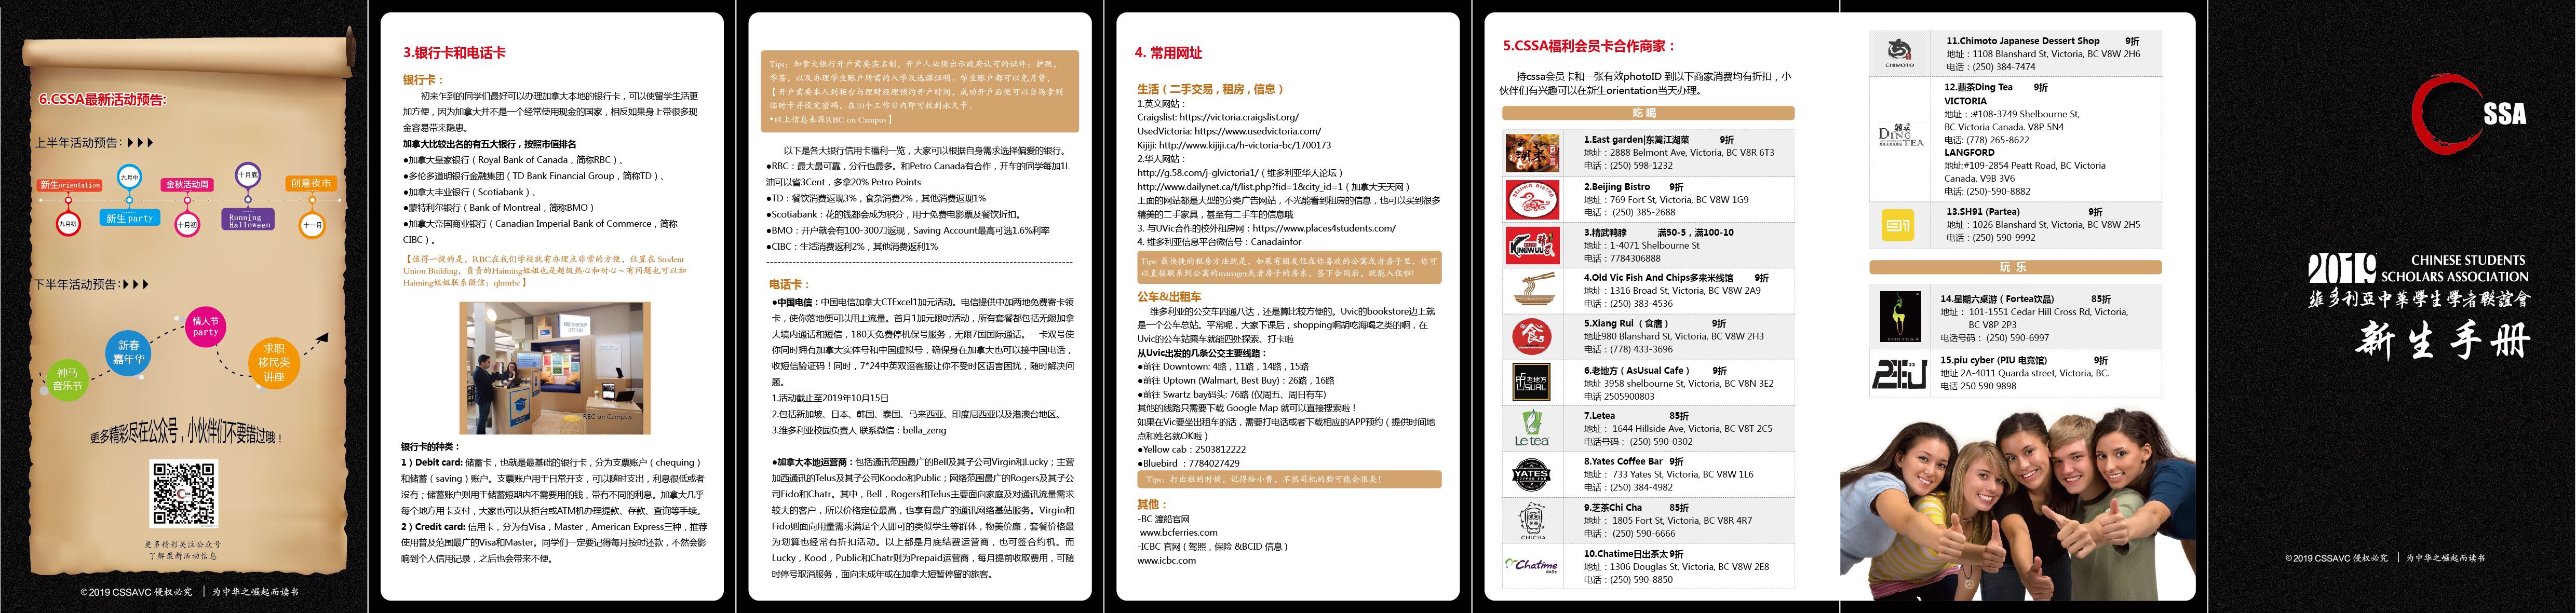 6.CSSA最新活动预告:
上半年活动预告:
新生orientation
九月初
九月中
新生 party
金秋活动周
十月初
十月底
Running
Halloween
创意夜市
十一月
下半年活动预告:
神马
音乐节
新春
嘉年华
情人节
party
求职
移民类
讲座
更多精彩尽在公众号，小伙伴们不要错过哦！
更多精彩关注公众号
了解最新活动信息
©2019 CSSAVC 侵权必究 | 为中华之崛起而读书
3.银行卡和电话卡
银行卡：
初来乍到的同学们最好可以办理加拿大本地的银行卡，可以使留学生活更
加方便，因为加拿大并不是一个经常使用现金的国家，相反如果身上带很多现
金容易带来隐患。
加拿大比较出名的有五大银行，按照市值排名
●加拿大皇家银行（Royal Bank of Canada，简称RBC）、
●多伦多道明银行金融集团（TD Bank Financial Group，简称TD）、
●加拿大丰业银行（Scotiabank）、
●蒙特利尔银行（Bank of Montreal，简称BMO）
●加拿大帝国商业银行（Canadian Imperial Bank of Commerce，简称
CIBC）。
【值得一提的是，RBC在我们学校就有办理点非常的方便，位置在 Student
Union Building，负责的Haiming姐姐也是超级热心和耐心～有问题也可以加
Haiming姐姐联系微信：qhmrbc】
RBC on Campus
银行卡的种类：
1）Debit card: 储蓄卡，也就是最基础的银行卡，分为支票账户（chequing）
和储蓄（saving）账户。支票账户用于日常开支，可以随时支出，利息很低或者
没有；储蓄账户则用于储蓄短期内不需要用的钱，带有不同的利息。加拿大几乎
每个地方用卡支付，大家也可以从柜台或ATM机办理提款、存款、查询等手续。
2）Credit card: 信用卡，分为有Visa，Master，American Express三种，推荐
使用普及范围最广的Visa和Master。同学们一定要记得每月按时还款，不然会影
响到个人信用记录，之后也会带来不便。
Tips：加拿大银行开户需要实名制，开户人必须出示政府认可的证件：护照，
学签，以及办理学生账户所需的入学及选课证明。学生账户都可以免月费。
【开户需要本人到柜台与理财经理预约开户时间，成功开户后便可以当场拿到
临时卡并设定密码，在10个工作日内即可收到永久卡。
*以上信息来源RBC on Campus】
以下是各大银行信用卡福利一览，大家可以根据自身需求选择偏爱的银行。
●RBC：最大最可靠，分行也最多。和Petro Canada有合作，开车的同学每加1L
油可以省3Cent，多拿20% Petro Points
●TD：餐饮消费返现3%，食杂消费2%，其他消费返现1%
●Scotiabank：花的钱都会成为积分，用于免费电影票及餐饮折扣。
●BMO：开户就会有100-300刀返现，Saving Account最高可选1.6%利率
●CIBC：生活消费返利2%，其他消费返利1%
电话卡：
●中国电信：中国电信加拿大CTExcel1加元活动。电信提供中加两地免费寄卡领
卡，使你落地便可以用上流量。首月1加元限时活动，所有套餐都包括无限加拿
大境内通话和短信，180天免费停机保号服务，无限7国国际通话。一卡双号使
你同时拥有加拿大实体号和中国虚拟号，确保身在加拿大也可以接中国电话，
收短信验证码！同时，7*24中英双语客服让你不受时区语言困扰，随时解决问
题。
1.活动截止至2019年10月15日
2.包括新加坡、日本、韩国、泰国、马来西亚、印度尼西亚以及港澳台地区。
3.维多利亚校园负责人 联系微信：bella_zeng
●加拿大本地运营商：包括通讯范围最广的Bell及其子公司Virgin和Lucky；主营
加西通讯的Telus及其子公司Koodo和Public；网络范围最广的Rogers及其子公
司Fido和Chatr。其中，Bell，Rogers和Telus主要面向家庭及对通讯流量需求
较大的客户，所以价格定位最高，也享有最广的通讯网络基站服务。Virgin和
Fido则面向用量需求满足个人即可的类似学生等群体，物美价廉，套餐价格最
为划算也经常有折扣活动。以上都是月底结费运营商，也可签合约机。而
Lucky，Kood，Public和Chatr则为Prepaid运营商，每月提前收取费用，可随
时停号取消服务，面向未成年或在加拿大短暂停留的旅客。
4. 常用网址
生活（二手交易，租房，信息）
1.英文网站：
Craigslist: https://victoria.craigslist.org/
UsedVictoria: https://www.usedvictoria.com/
Kijiji: http://www.kijiji.ca/h-victoria-bc/1700173
2.华人网站：
http://g.58.com/j-glvictoria1/（维多利亚华人论坛）
http://www.dailynet.ca/f/list.php?fid=1&city_id=1（加拿大天天网）
上面的网站都是大型的分类广告网站，不光能看到租房的信息，也可以买到很多
精美的二手家具，甚至有二手车的信息哦
3. 与UVic合作的校外租房网：https://www.places4students.com/
4. 维多利亚信息平台微信号：Canadainfor
Tips: 最快捷的租房方法就是，如果有朋友住在你喜欢的公寓或者房子里，你可
以直接联系到公寓的manager或者房子的房东，签下合同后，就能入住啦!
公车&出租车
维多利亚的公交车四通八达，还是算比较方便的。Uvic的bookstore边上就
是一个公车总站。平常呢，大家下课后，shopping啊胡吃海喝之类的啊，在
Uvic的公车站乘车就能四处探索、打卡啦
从Uvic出发的几条公交主要线路：
●前往 Downtown: 4路，11路，14路，15路
●前往 Uptown (Walmart, Best Buy)：26路，16路
●前往 Swartz bay码头: 76路 (仅周五、周日有车)
其他的线路只需要下载 Google Map 就可以直接搜索啦！
如果在Vic要坐出租车的话，需要打电话或者下载相应的APP预约（提供时间地
点和姓名就OK啦）
●Yellow cab：2503812222
●Bluebird ：7784027429
Tips：打出租的时候，记得给小费，不然司机的脸可能会很臭!
其他：
-BC 渡船官网
www.bcferries.com
-ICBC 官网（驾照，保险 &BCID 信息）
www.icbc.com
5.CSSA福利会员卡合作商家：
持cssa会员卡和一张有效photoID 到以下商家消费均有折扣，小
伙伴们有兴趣可以在新生orientation当天办理。
吃 喝
1.East garden|东篱江湖菜 9折
地址：2888 Belmont Ave, Victoria, BC V8R 6T3
电话：(250) 598-1232
2.Beijing Bistro 9折
地址：769 Fort St, Victoria, BC V8W 1G9
电话： (250) 385-2688
KINGWUU
3.精武鸭脖 满50-5，满100-10
地址：1-4071 Shelbourne St
电话：7784306888
4.Old Vic Fish And Chips多来米线馆 9折
地址：1316 Broad St, Victoria, BC V8W 2A9
电话：(250) 383-4536
食
5.Xiang Rui （食唐） 9折
地址980 Blanshard St, Victoria, BC V8W 2H3
电话：(778) 433-3696
老地方
USUAL
6.老地方（AsUsual Cafe ） 9折
地址 3958 shelbourne St, Victoria, BC V8N 3E2
电话 2505900803
Le tea
7.Letea 85折
地址： 1644 Hillside Ave, Victoria, BC V8T 2C5
电话号码： (250) 590-0302
YATES
8.Yates Coffee Bar 9折
地址： 733 Yates St, Victoria, BC V8W 1L6
电话：(250) 384-4982
CHICHA
9.芝茶Chi Cha 85折
地址： 1805 Fort St, Victoria, BC V8R 4R7
电话： (250) 590-6666
Chatime
10.Chatime日出茶太 9折
地址：1306 Douglas St, Victoria, BC V8W 2E8
电话：(250) 590-8850
CHIMOTO
11.Chimoto Japanese Dessert Shop 9折
地址：1108 Blanshard St, Victoria, BC V8W 2H6
电话：(250) 384-7474
DING
TEA
12.薡茶Ding Tea 9折
VICTORIA
地址：:#108-3749 Shelbourne St,
BC Victoria Canada. V8P 5N4
电话: (778) 265-8622
LANGFORD
地址:#109-2854 Peatt Road, BC Victoria
Canada. V9B 3V6
电话: (250)-590-8882
13.SH91 (Partea) 9折
地址：1026 Blanshard St, Victoria, BC V8W 2H5
电话：(250) 590-9992
玩 乐
FORTEA
14.星期六桌游（Fortea饮品) 85折
地址： 101-1551 Cedar Hill Cross Rd, Victoria,
BC V8P 2P3
电话号码： (250) 590-6997
15.piu cyber (PIU 电竞馆) 9折
地址 2A-4011 Quarda street, Victoria, BC.
电话 250 590 9898
CSSA
2019 CHINESE STUDENTS
SCHOLARS ASSOCIATION
維多利亞中華學生學者聯誼會
新生手册
©2019 CSSAVC 侵权必究 | 为中华之崛起而读书